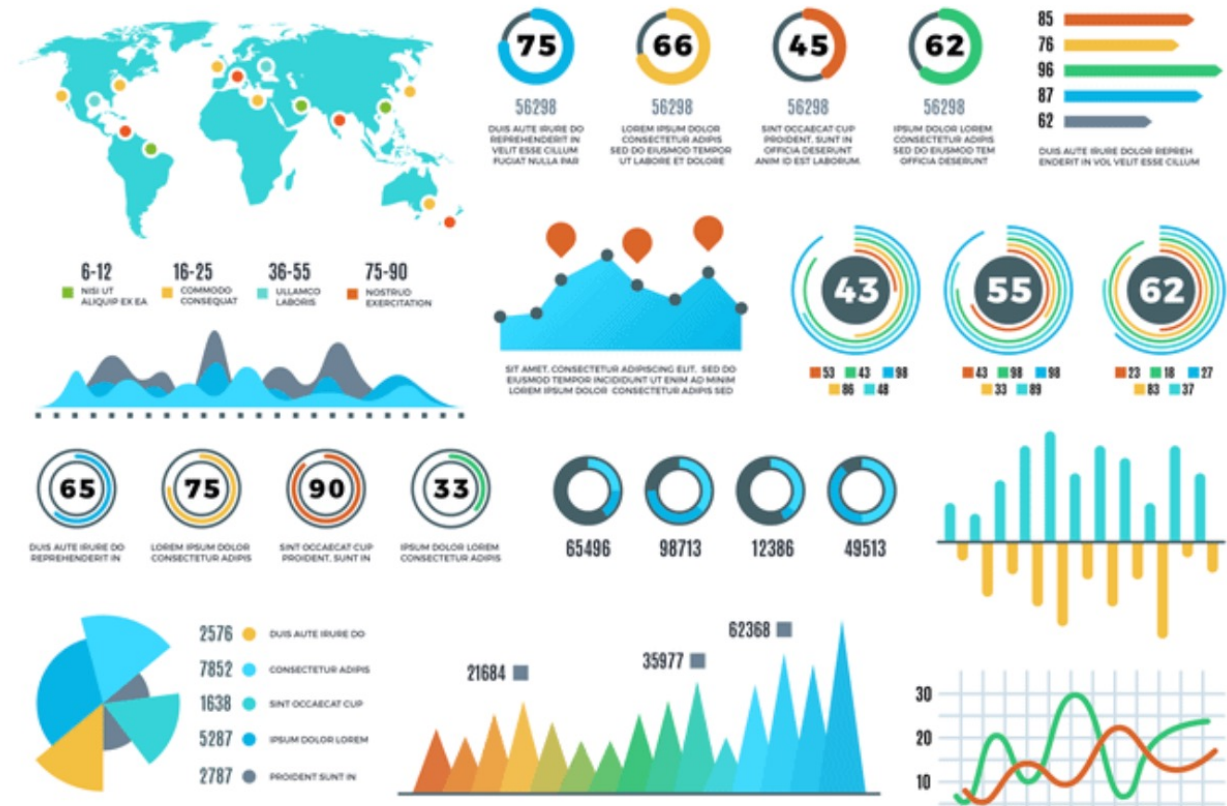 75
66
45
62
56298
56298
56298
56298
DUIS AUTE IRURE DO
REPREHENDERIT IN
VELIT ESSE CILLUM
FUGIAT NULLA PAR
LOREM IPSUM DOLOR
CONSECTETUR ADIPIS
SED DO EIUSMOD TEMPOR
UT LABORE ET DOLORE
SINT OCCAECAT CUP
PROIDENT, SUNT IN
OFFICIA DESERUNT
ANIM ID EST LABORUM.
IPSUM DOLOR LOREM
CONSECTETUR ADIPIS
SED DO EIUSMOD TEM
OFFICIA DESERUNT
85
76
96
87
62
DUIS AUTE IRURE DOLOR REPREH
ENDERIT IN VOL VELIT ESSE CILLUM
6-12
NISI UT
ALIQUIP EX EA
16-25
COMMODO
CONSEQUAT
36-55
ULLAMCO
LABORIS
75-90
NOSTRUD
EXERCITATION
SIT AMET, CONSECTETUR ADIPISCING ELIT, SED DO
EIUSMOD TEMPOR INCIDIDUNT UT ENIM AD MINIM
LOREM IPSUM DOLOR CONSECTETUR ADIPIS SED
43
53 43 98
86 48
55
43 98 98
33 89
62
23 18 27
83 37
65
DUIS AUTE IRURE DO
REPREHENDERIT IN
75
LOREM IPSUM DOLOR
CONSECTETUR ADIPIS
90
SINT OCCAECAT CUP
PROIDENT, SUNT IN
33
IPSUM DOLOR LOREM
CONSECTETUR ADIPIS
65496
98713
12386
49513
2576 DUIS AUTE IRURE DO
7852 CONSECTETUR ADIPIS
1638 SINT OCCAECAT CUP
5287 IPSUM DOLOR LOREM
2787 PROIDENT SUNT IN
21684
35977
62368
30
20
10